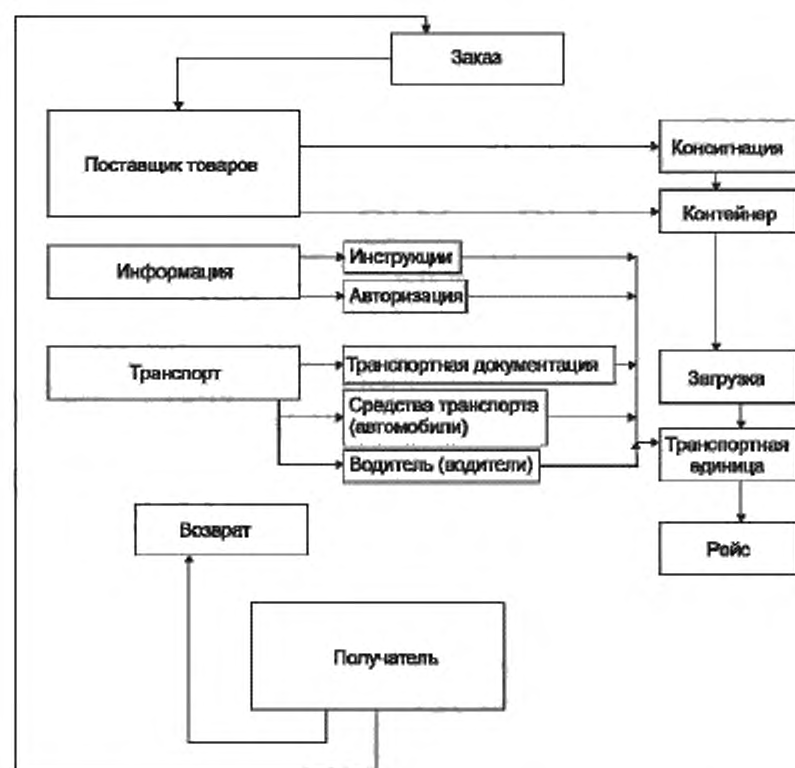 Заказ
Поставщик товаров
Консигнация
Контейнер
Информация
Инструкции
Авторизация
Транспорт
Транспортная документация
Средства транспорта
(автомобили)
Водитель (водители)
Загрузка
Транспортная
единица
Рейс
Возврат
Получатель